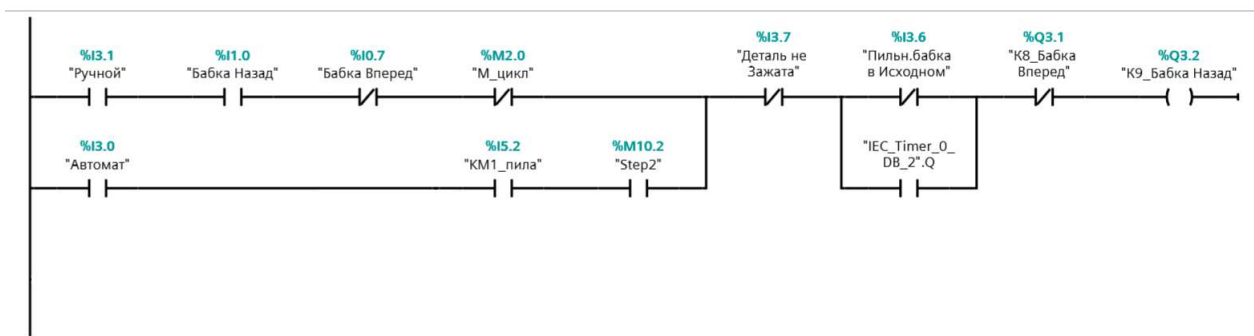 %I3.1
"Ручной"
%I1.0
"Бабка Назад"
%I0.7
"Бабка Вперед"
%M2.0
"М_цикл"
%I3.7
"Деталь не
Зажата"
%I3.6
"Пильн.бабка
в Исходном"
%Q3.1
"К8_Бабка
Вперед"
%Q3.2
"К9_Бабка Назад"
%I3.0
"Автомат"
%I5.2
"КМ1_пила"
%M10.2
"Step2"
"IEC_Timer_0_
DB_2".Q